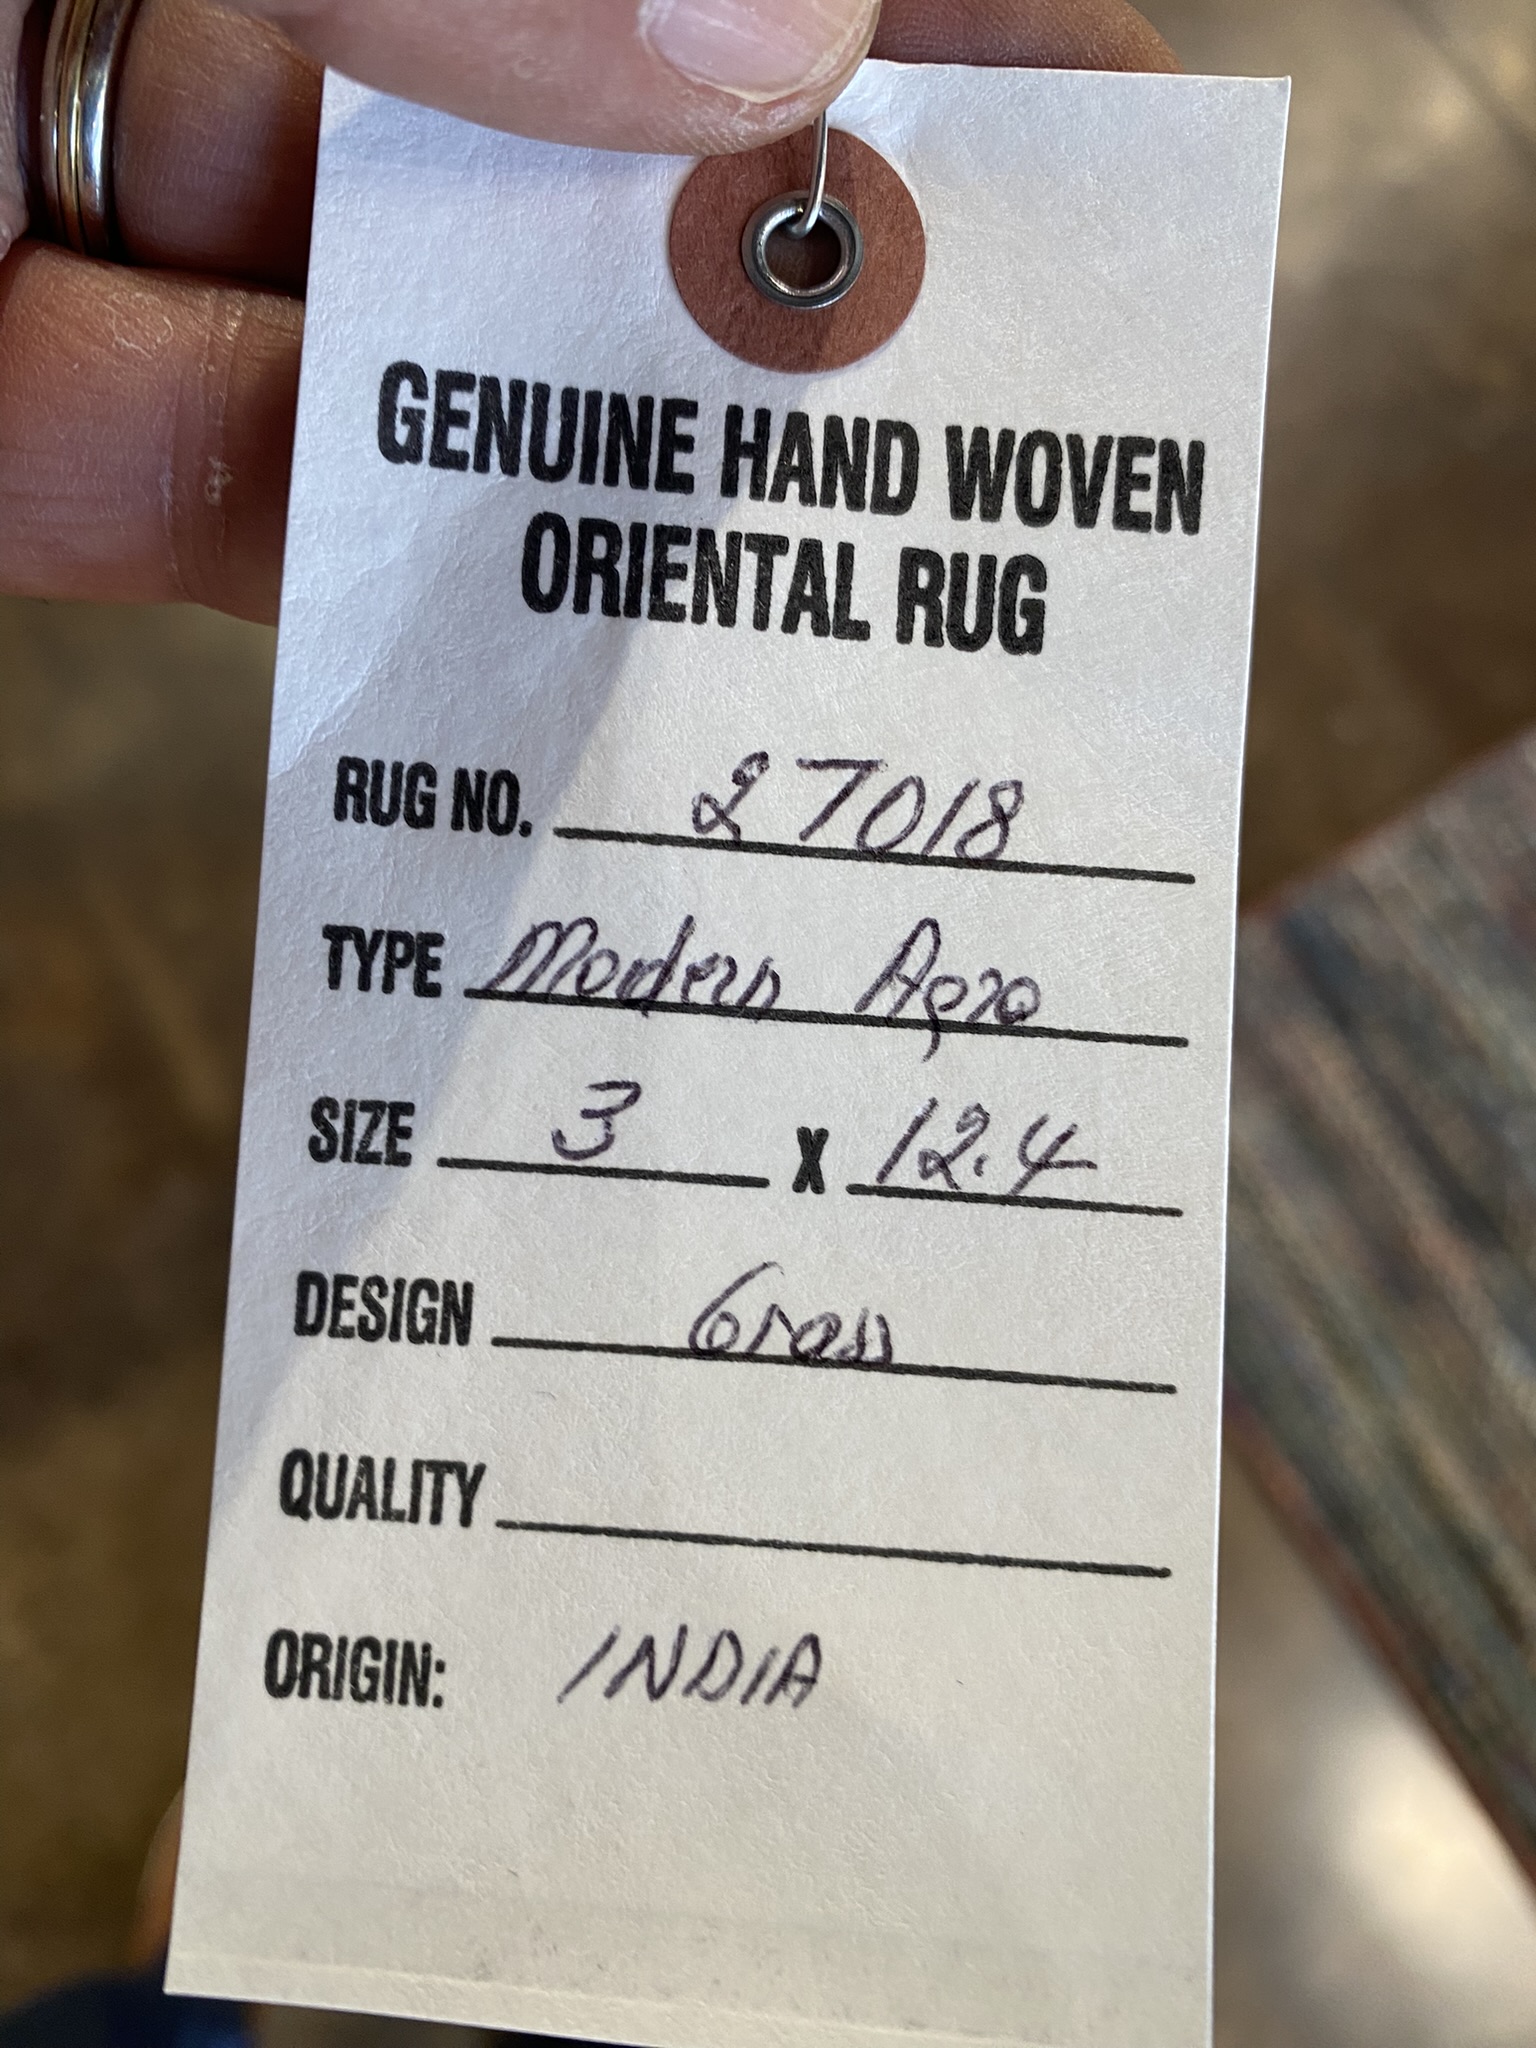 GENUINE HAND WOVEN
ORIENTAL RUG
RUG NO. 27018
TYPE Modern Agra
SIZE 3 X 12.4
DESIGN Grass
QUALITY
ORIGIN: INDIA